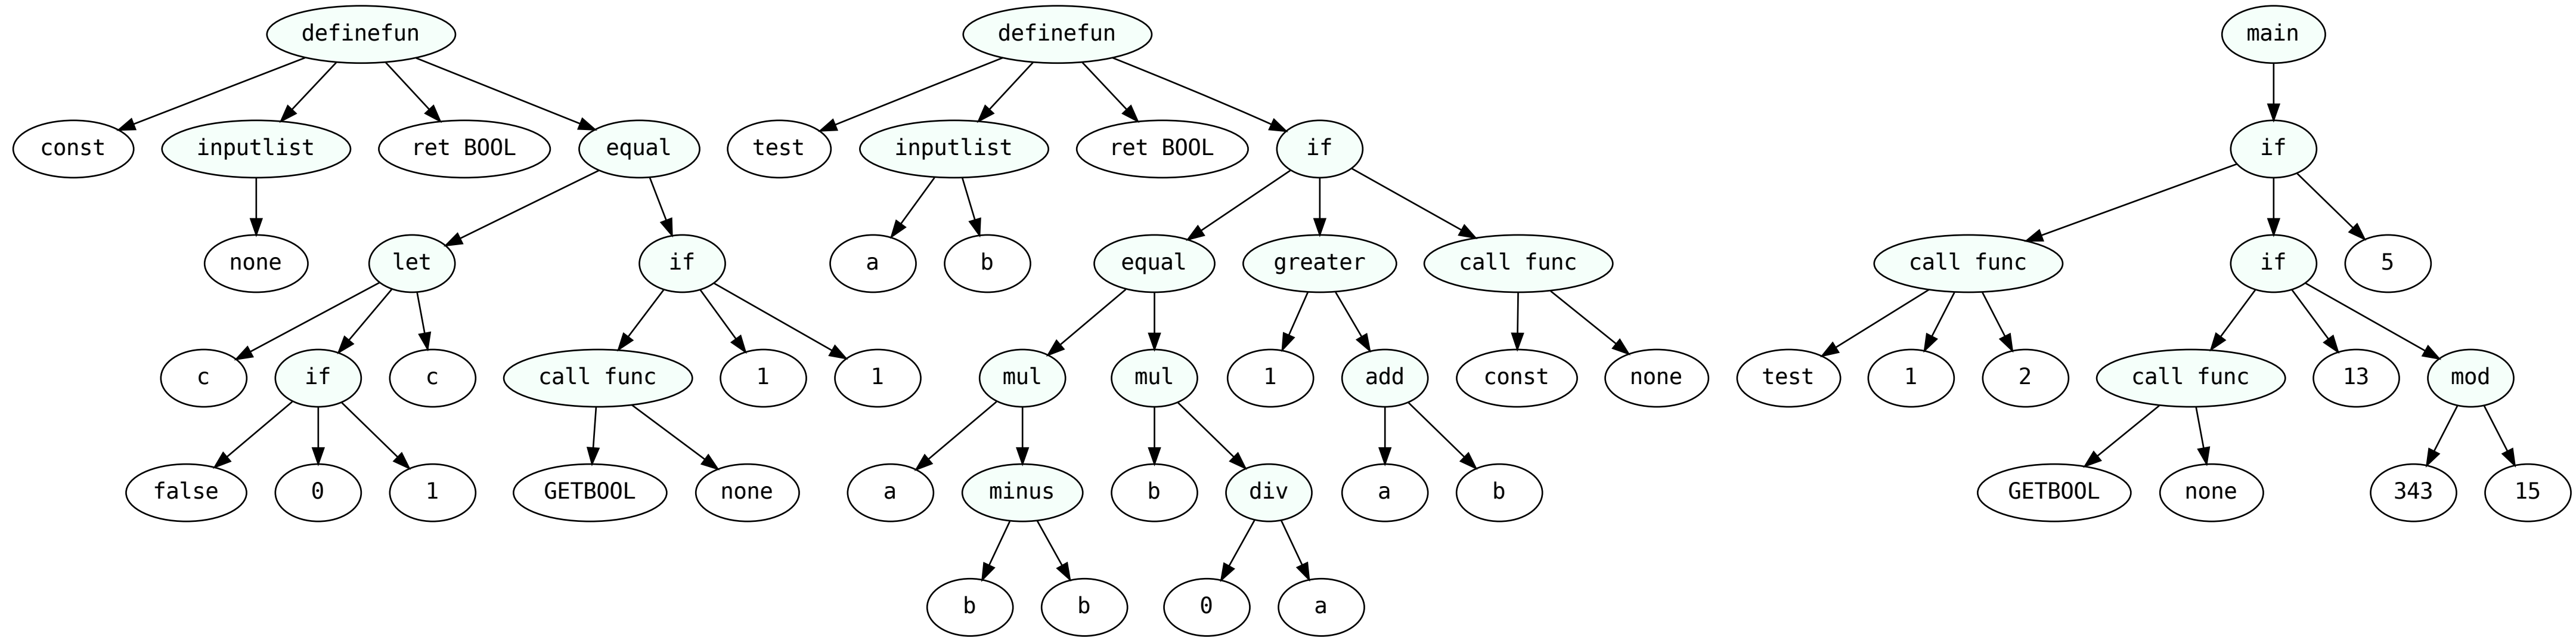 definefun definefun main
const inputlist ret BOOL equal test inputlist ret BOOL if if
none let if a b equal greater call func call func if 5
c if c call func 1 1 mul mul 1 add const none test 1 2 call func 13 mod
false 0 1 GETBOOL none a minus b div a b GETBOOL none 343 15
b b 0 a